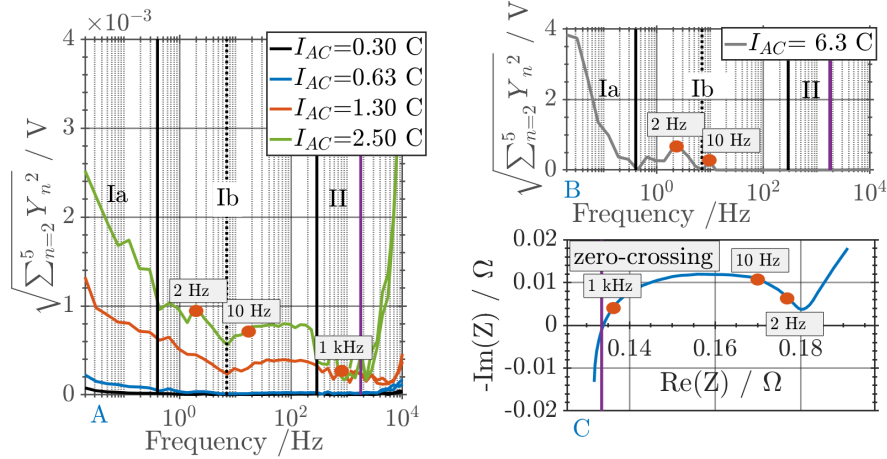 ×10⁻³
4
3
2
1
0
√∑⁵ₙ₌₂ Yₙ² / V
I_AC=0.30 C
I_AC=0.63 C
I_AC=1.30 C
I_AC=2.50 C
Ia
Ib
II
2 Hz
10 Hz
1 kHz
A
10⁰
10²
10⁴
Frequency /Hz
4
2
0
√∑⁵ₙ₌₂ Yₙ² / V
I_AC= 6.3 C
Ia
Ib
II
2 Hz
10 Hz
B
10⁰
10²
10⁴
Frequency /Hz
0.02
0.01
0
-0.01
-0.02
-Im(Z) / Ω
zero-crossing
10 Hz
1 kHz
2 Hz
0.14
0.16
0.18
Re(Z) / Ω
C